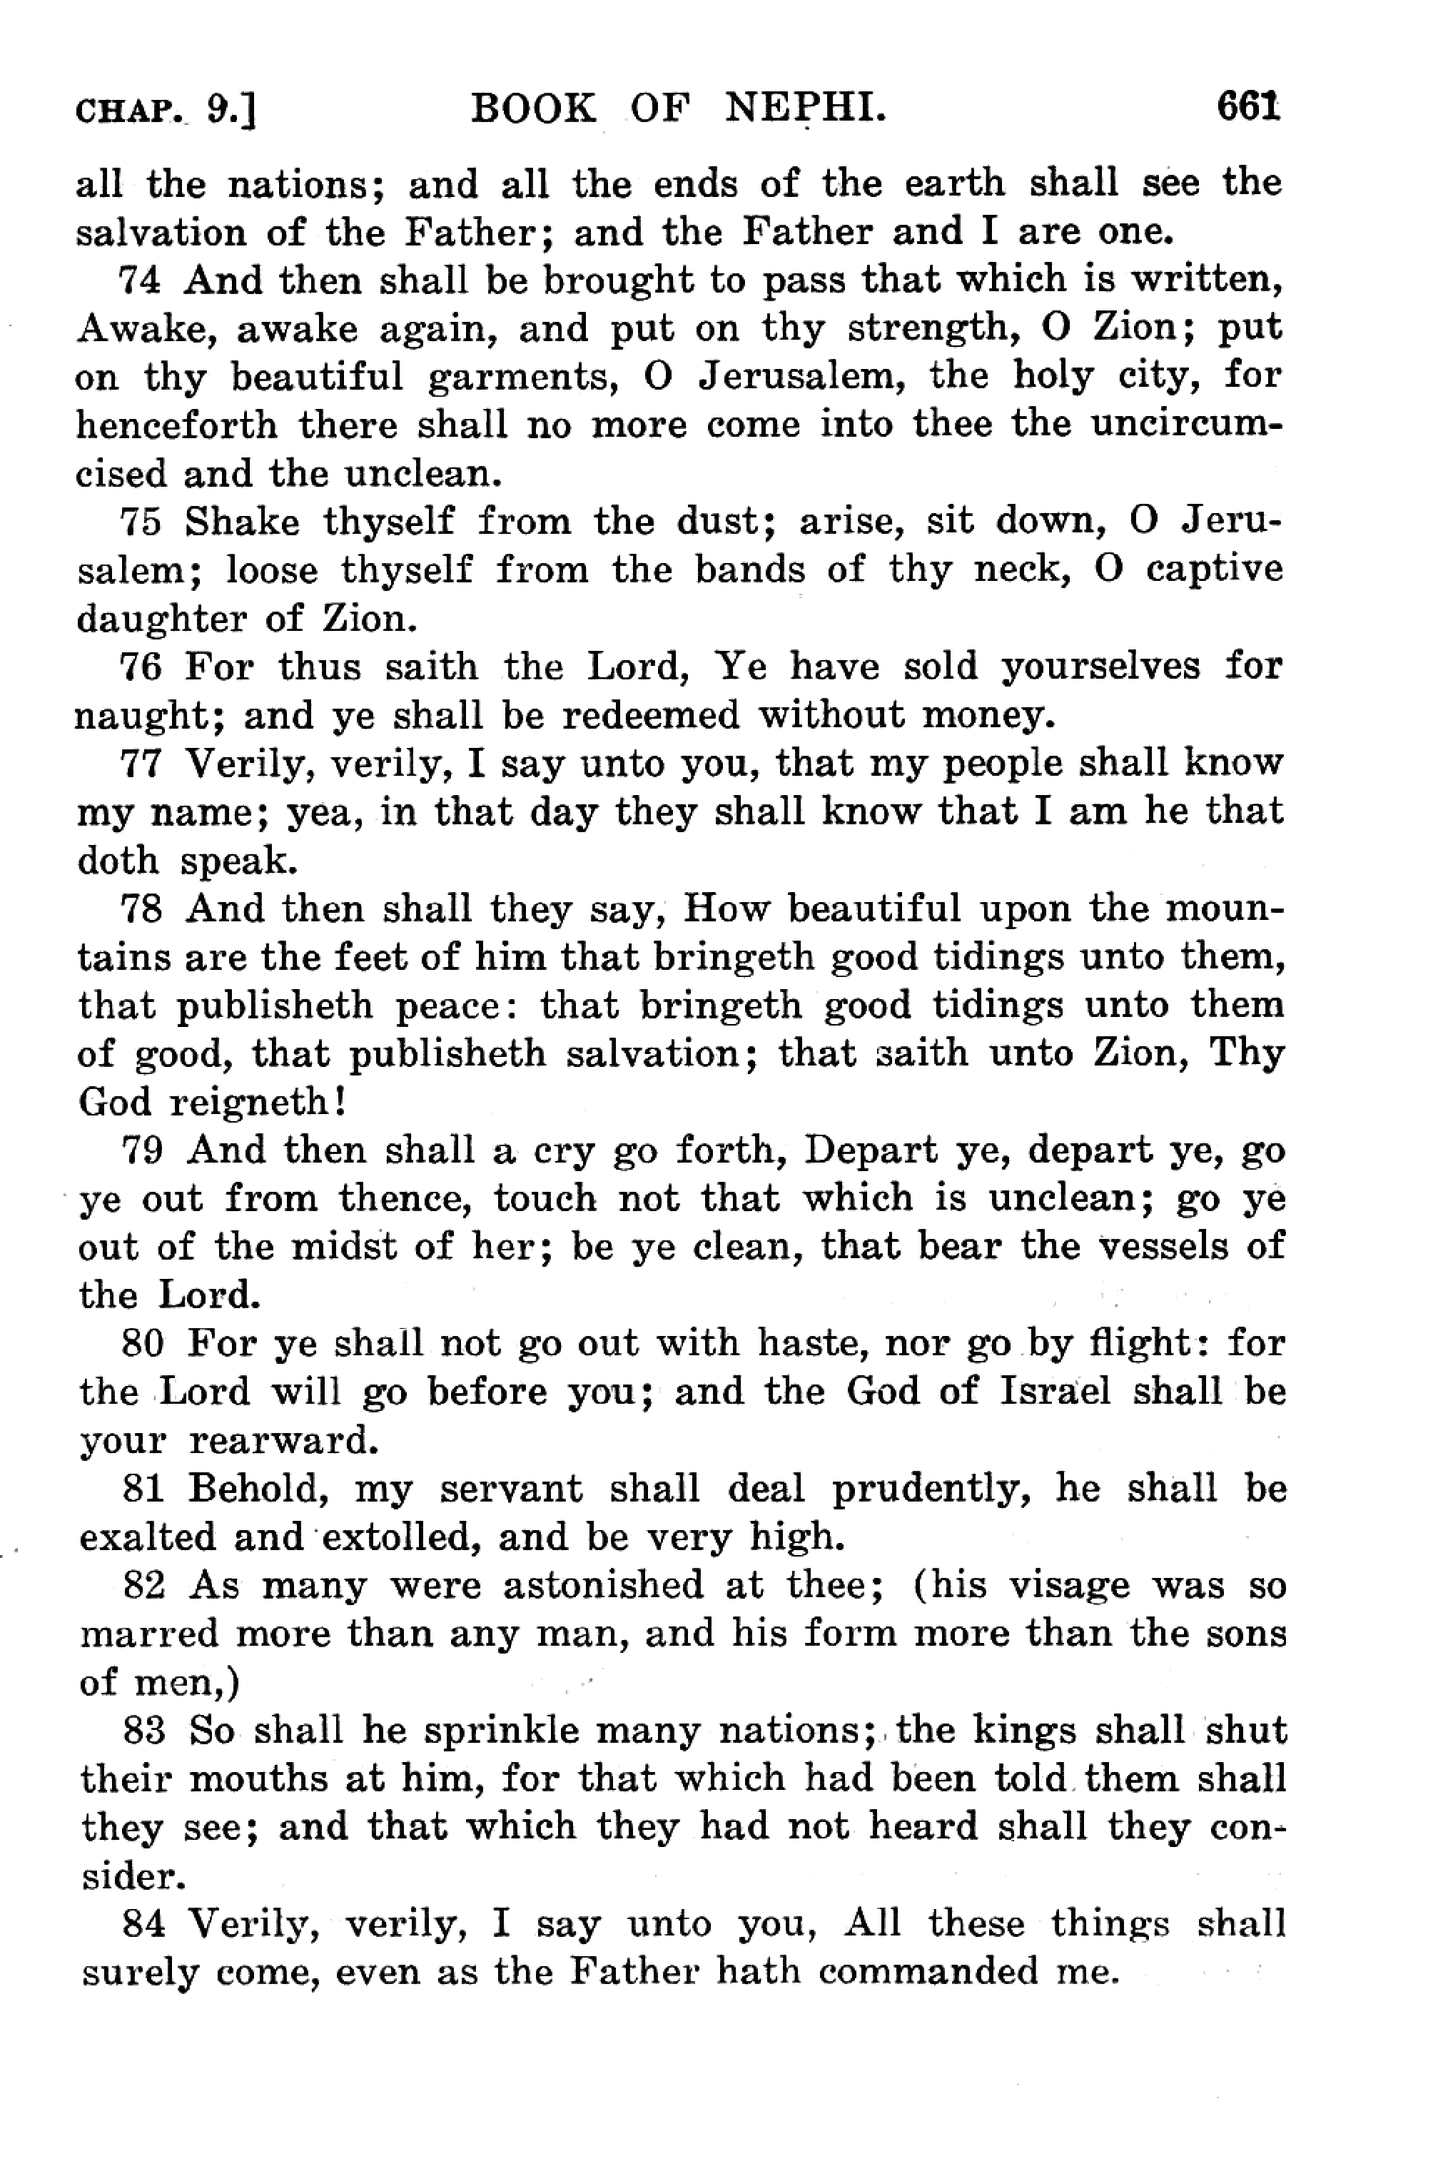 CHAP. 9.] BOOK OF NEPHI. 661
all the nations; and all the ends of the earth shall see the
salvation of the Father; and the Father and I are one.
74 And then shall be brought to pass that which is written,
Awake, awake again, and put on thy strength, O Zion; put
on thy beautiful garments, O Jerusalem, the holy city, for
henceforth there shall no more come into thee the uncircum-
cised and the unclean.
75 Shake thyself from the dust; arise, sit down, O Jeru-
salem; loose thyself from the bands of thy neck, O captive
daughter of Zion.
76 For thus saith the Lord, Ye have sold yourselves for
naught; and ye shall be redeemed without money.
77 Verily, verily, I say unto you, that my people shall know
my name; yea, in that day they shall know that I am he that
doth speak.
78 And then shall they say, How beautiful upon the moun-
tains are the feet of him that bringeth good tidings unto them,
that publisheth peace: that bringeth good tidings unto them
of good, that publisheth salvation; that saith unto Zion, Thy
God reigneth!
79 And then shall a cry go forth, Depart ye, depart ye, go
ye out from thence, touch not that which is unclean; go ye
out of the midst of her; be ye clean, that bear the vessels of
the Lord.
80 For ye shall not go out with haste, nor go by flight: for
the Lord will go before you; and the God of Israel shall be
your rearward.
81 Behold, my servant shall deal prudently, he shall be
exalted and extolled, and be very high.
82 As many were astonished at thee; (his visage was so
marred more than any man, and his form more than the sons
of men,)
83 So shall he sprinkle many nations; the kings shall shut
their mouths at him, for that which had been told them shall
they see; and that which they had not heard shall they con-
sider.
84 Verily, verily, I say unto you, All these things shall
surely come, even as the Father hath commanded me.